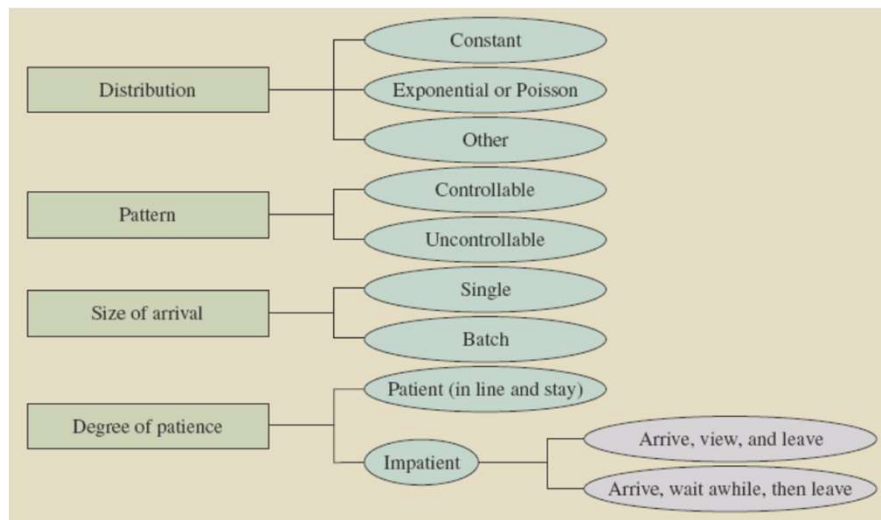 Distribution
Constant
Exponential or Poisson
Other
Pattern
Controllable
Uncontrollable
Size of arrival
Single
Batch
Degree of patience
Patient (in line and stay)
Impatient
Arrive, view, and leave
Arrive, wait awhile, then leave